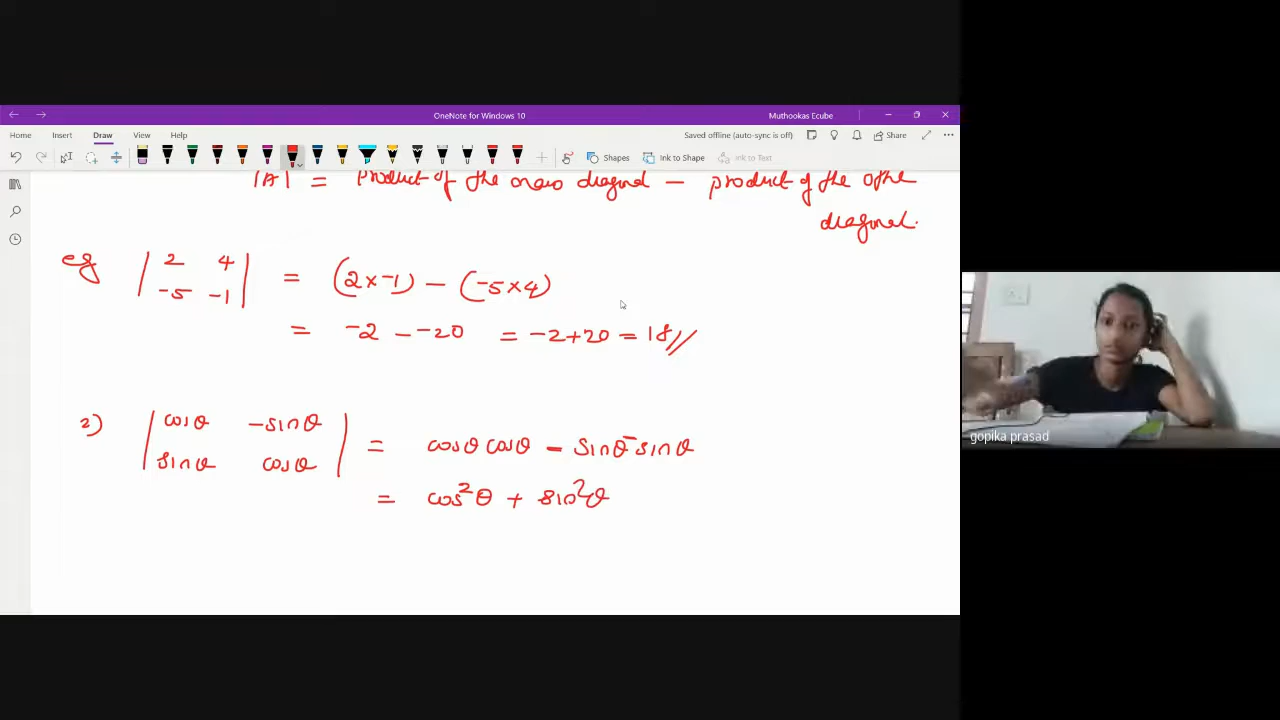 OneNote for Windows 10
Muthookas Ecube
Home Insert Draw View Help
Saved offline (auto-sync is off) Share
Shapes Ink to Shape Ink to Text
|A| = product of the main diagonal – product of the other
diagonal.
eg | 2 4 | = (2×-1) – (-5×4)
| -5 -1 |
= -2 – -20 = -2+20 = 18//
2) | cosθ -sinθ | = cosθ cosθ – sinθ -sinθ
| sinθ cosθ |
= cos²θ + sin²θ
gopika prasad